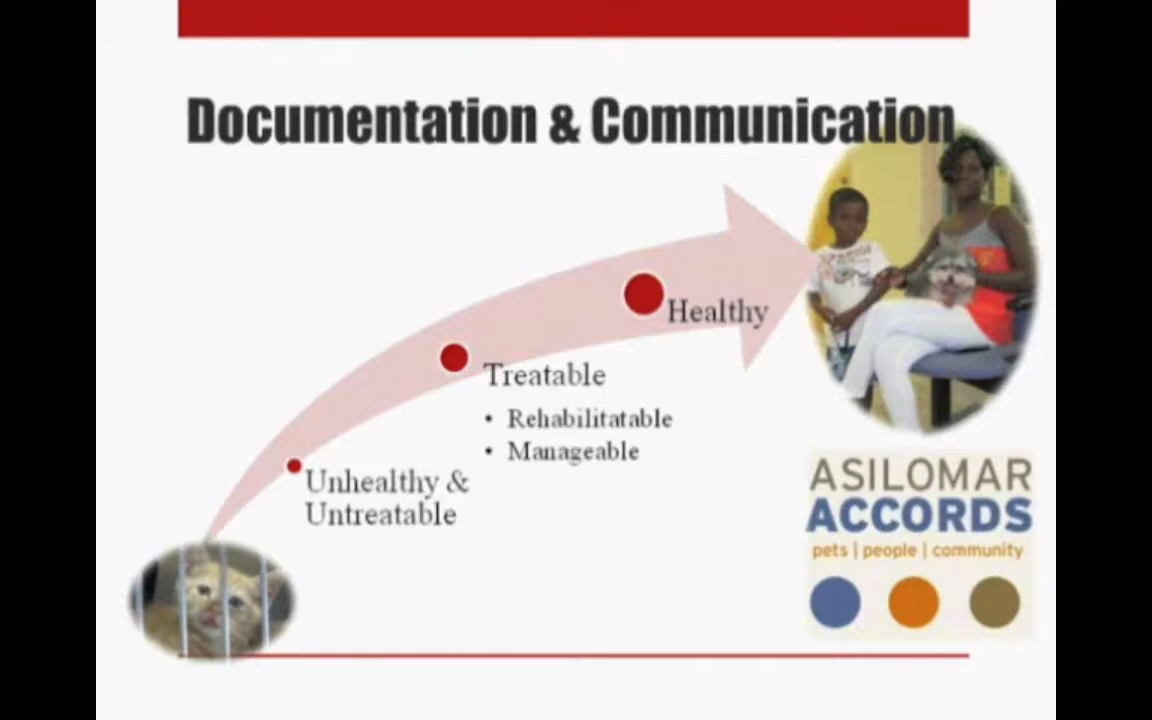 Documentation & Communication
Healthy
Treatable
• Rehabilitatable
• Manageable
Unhealthy &
Untreatable
ASILOMAR
ACCORDS
pets | people | community